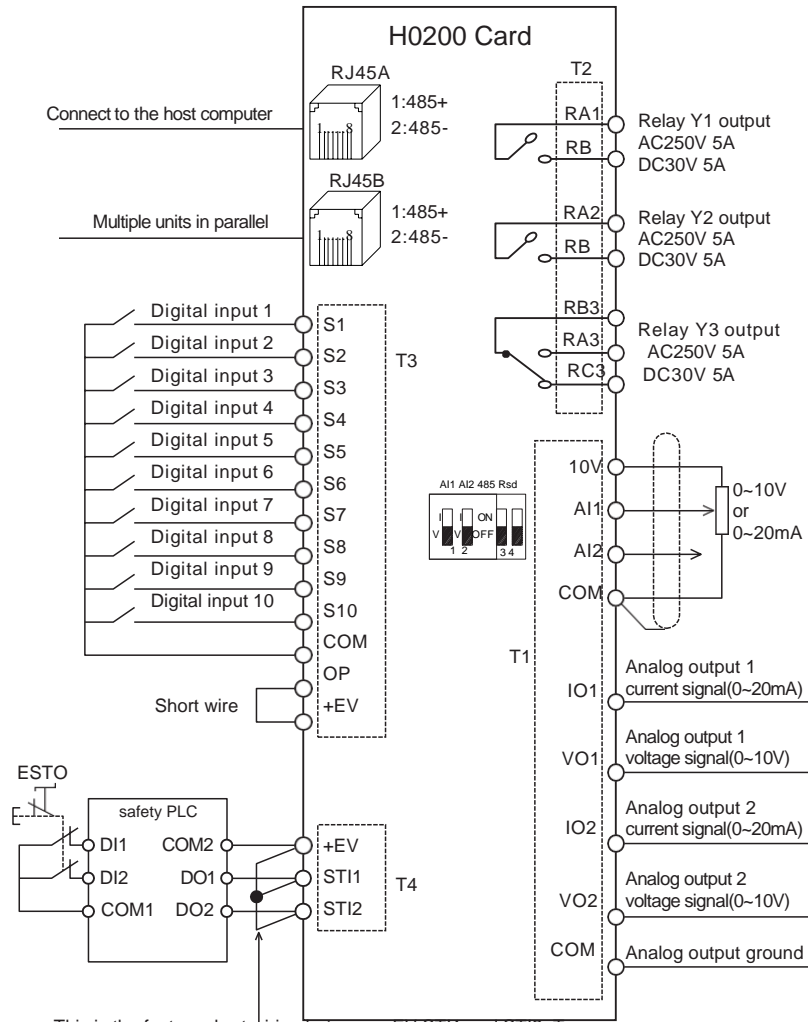 H0200 Card
RJ45A
1:485+
2:485-
Connect to the host computer
1 8
RJ45B
1:485+
2:485-
Multiple units in parallel
1 8
T2
RA1
RB
Relay Y1 output
AC250V 5A
DC30V 5A
RA2
RB
Relay Y2 output
AC250V 5A
DC30V 5A
RB3
RA3
RC3
Relay Y3 output
AC250V 5A
DC30V 5A
Digital input 1
S1
Digital input 2
S2
Digital input 3
S3
Digital input 4
S4
Digital input 5
S5
Digital input 6
S6
Digital input 7
S7
Digital input 8
S8
Digital input 9
S9
Digital input 10
S10
COM
OP
+EV
T3
Short wire
AI1 AI2 485 Rsd
I I ON
V V OFF
1 2 3 4
10V
AI1
AI2
COM
0~10V
or
0~20mA
T1
IO1
Analog output 1
current signal(0~20mA)
VO1
Analog output 1
voltage signal(0~10V)
IO2
Analog output 2
current signal(0~20mA)
VO2
Analog output 2
voltage signal(0~10V)
COM
Analog output ground
ESTO
safety PLC
DI1
COM2
DI2
DO1
COM1
DO2
+EV
STI1
STI2
T4